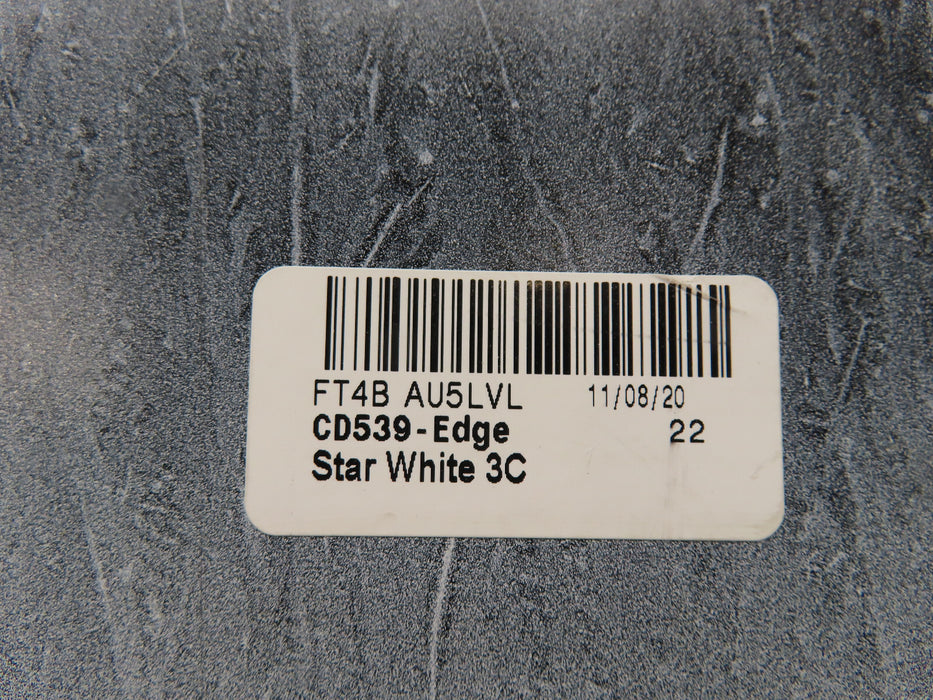 FT4B AU5LVL 11/08/20
CD539-Edge 22
Star White 3C